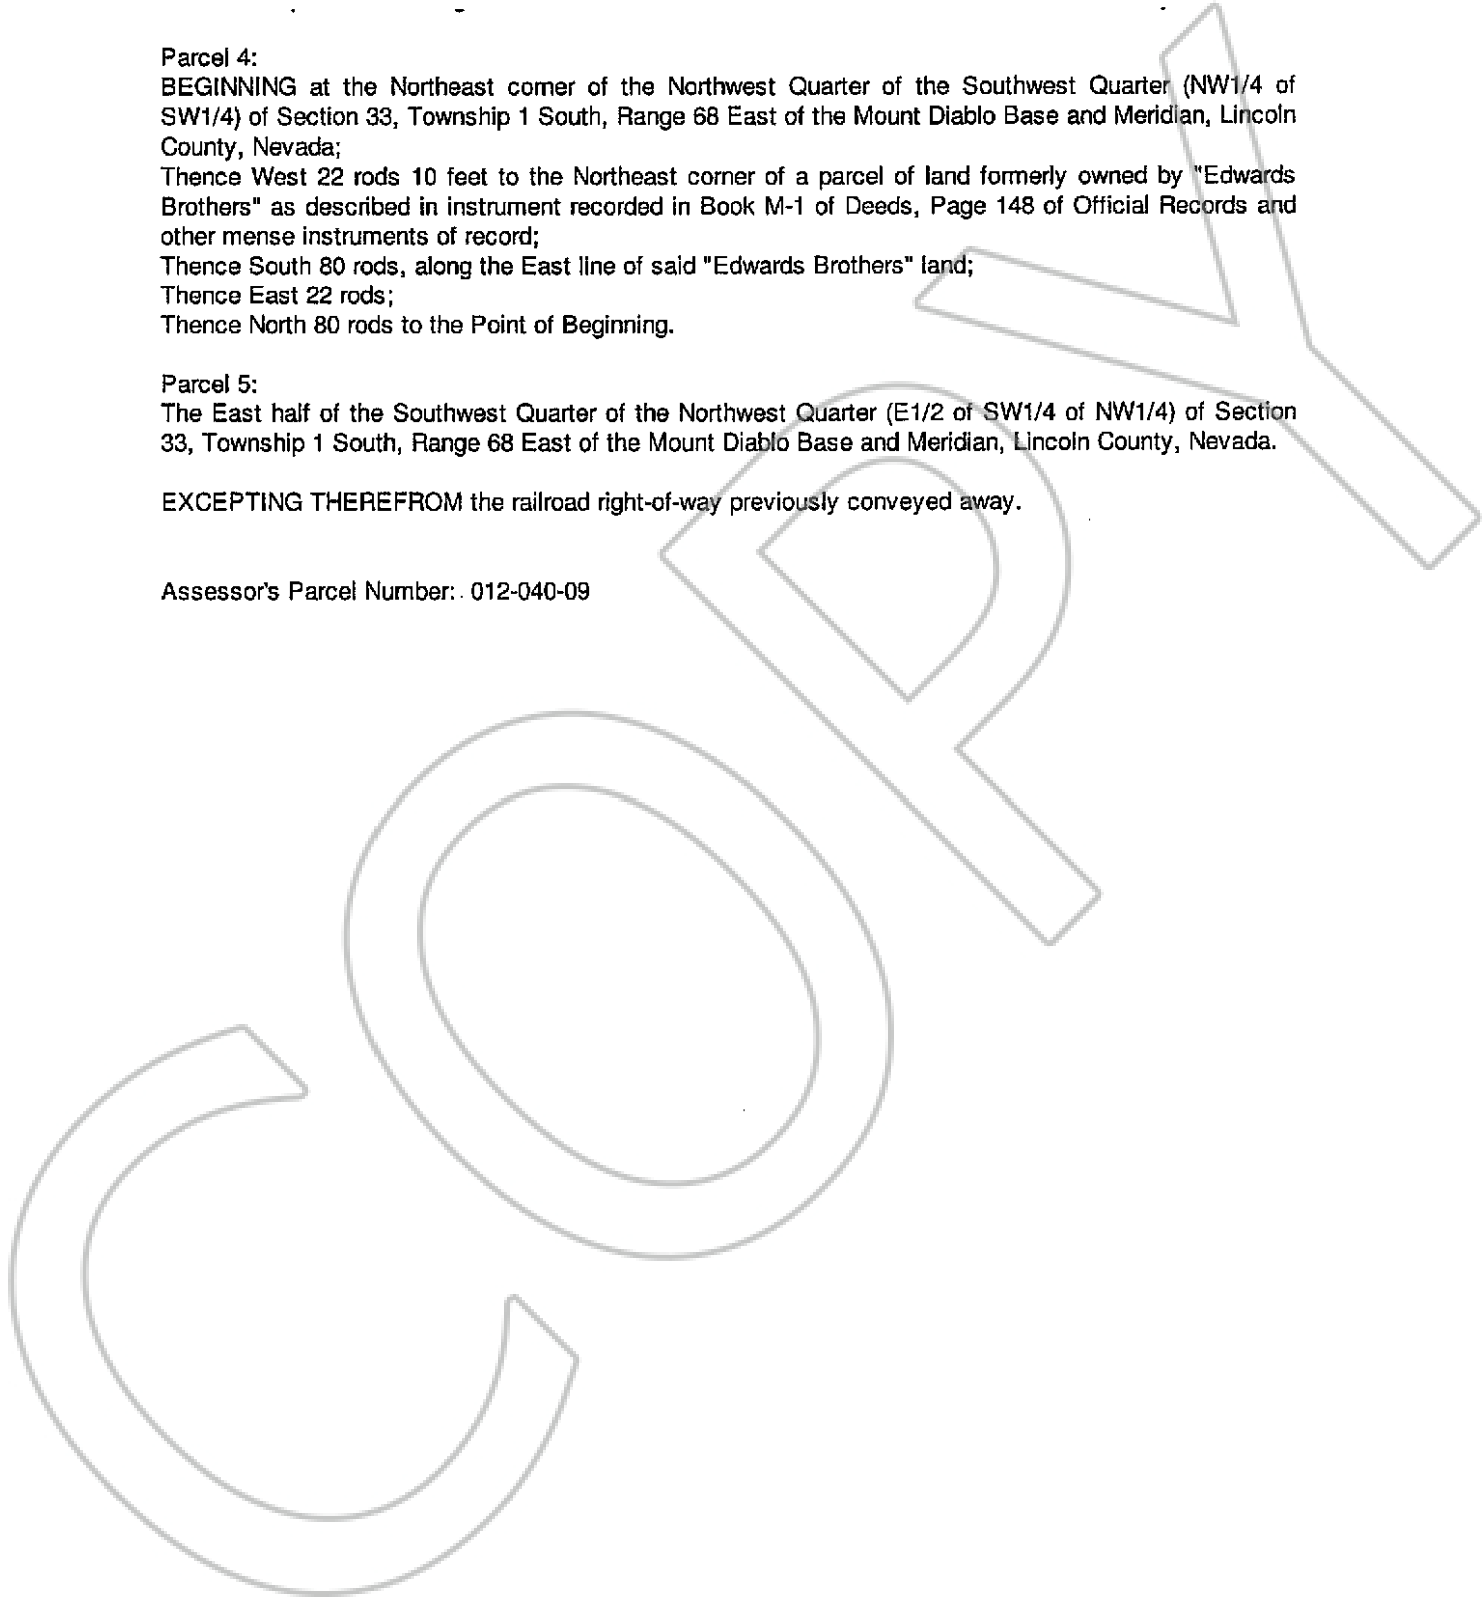 Parcel 4:
BEGINNING at the Northeast corner of the Northwest Quarter of the Southwest Quarter (NW1/4 of
SW1/4) of Section 33, Township 1 South, Range 68 East of the Mount Diablo Base and Meridian, Lincoln
County, Nevada;
Thence West 22 rods 10 feet to the Northeast corner of a parcel of land formerly owned by "Edwards
Brothers" as described in instrument recorded in Book M-1 of Deeds, Page 148 of Official Records and
other mense instruments of record;
Thence South 80 rods, along the East line of said "Edwards Brothers" land;
Thence East 22 rods;
Thence North 80 rods to the Point of Beginning.
Parcel 5:
The East half of the Southwest Quarter of the Northwest Quarter (E1/2 of SW1/4 of NW1/4) of Section
33, Township 1 South, Range 68 East of the Mount Diablo Base and Meridian, Lincoln County, Nevada.
EXCEPTING THEREFROM the railroad right-of-way previously conveyed away.
Assessor's Parcel Number: 012-040-09
COPY